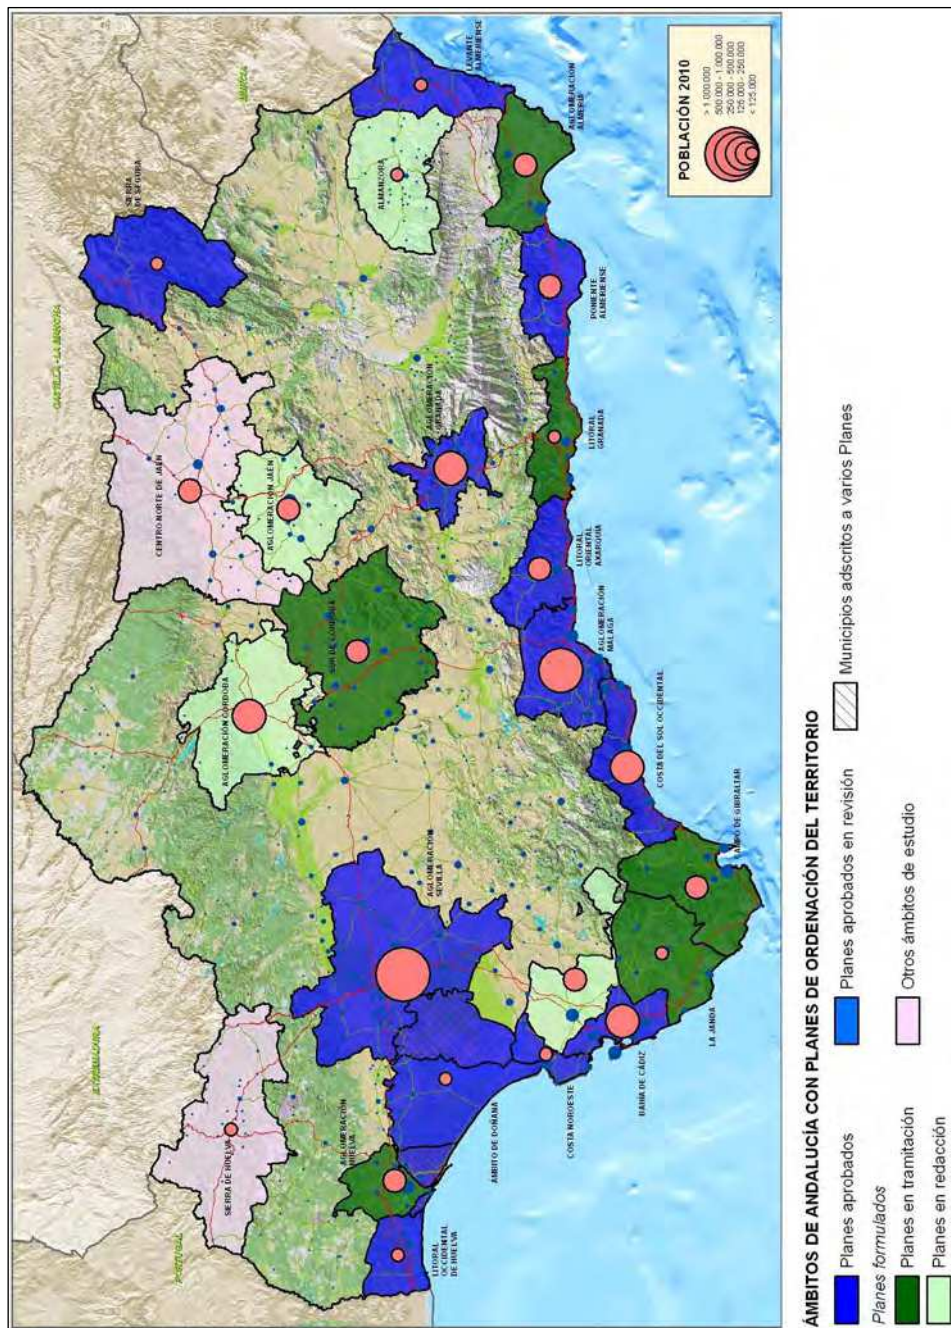 PORTUGAL
EXTREMADURA
CASTILLA-LA MANCHA
MURCIA
SIERRA DE HUELVA
LITORAL
OCCIDENTAL
DE HUELVA
AGLOMERACIÓN
HUELVA
ÁMBITO DE DOÑANA
AGLOMERACIÓN
SEVILLA
COSTA NOROESTE
BAHÍA DE CÁDIZ
LA JANDA
CAMPO DE GIBRALTAR
COSTA DEL SOL OCCIDENTAL
AGLOMERACIÓN
MÁLAGA
LITORAL
ORIENTAL
AXARQUÍA
AGLOMERACIÓN CÓRDOBA
SUR DE CÓRDOBA
CENTRO NORTE DE JAÉN
AGLOMERACIÓN JAÉN
AGLOMERACIÓN
GRANADA
LITORAL
GRANADA
SIERRA
DE SEGURA
PONIENTE
ALMERIENSE
ALMANZORA
AGLOMERACIÓN
ALMERÍA
LEVANTE
ALMERIENSE
POBLACIÓN 2010
> 1.000.000
500.000 - 1.000.000
250.000 - 500.000
125.000 - 250.000
< 125.000
ÁMBITOS DE ANDALUCÍA CON PLANES DE ORDENACIÓN DEL TERRITORIO
Planes aprobados
Planes aprobados en revisión
Municipios adscritos a varios Planes
Planes formulados
Planes en tramitación
Otros ámbitos de estudio
Planes en redacción